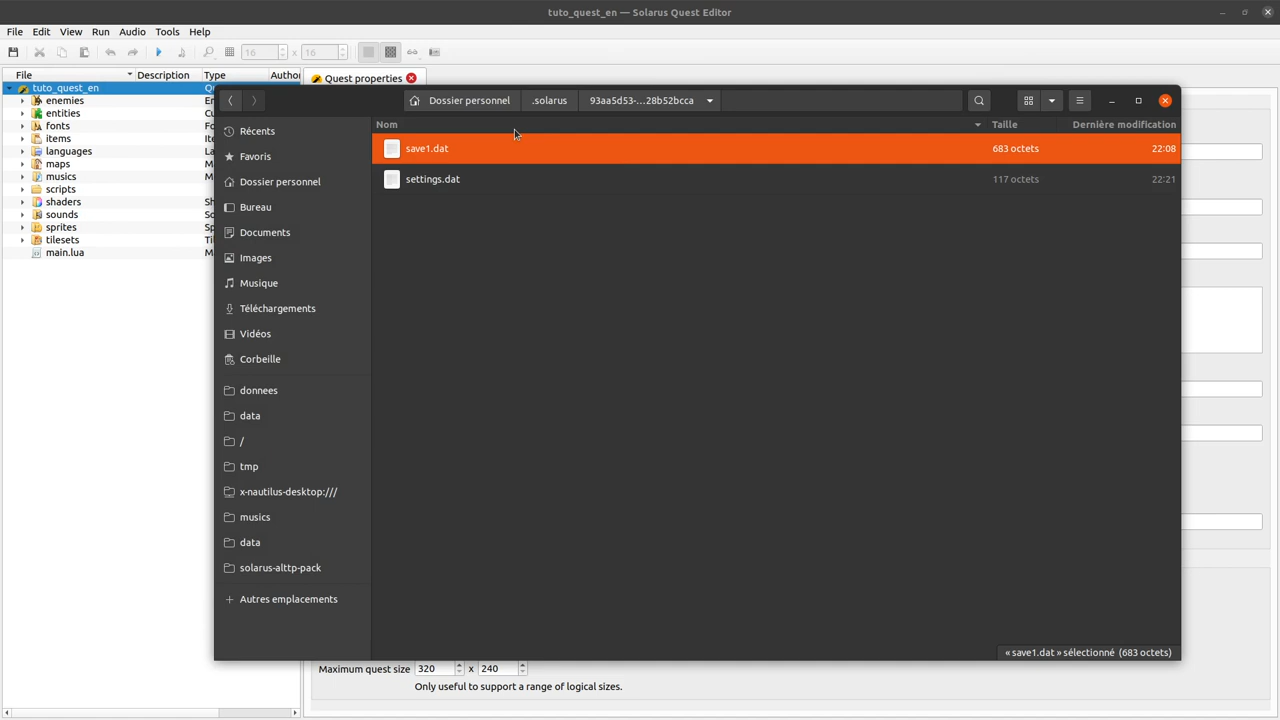 tuto_quest_en — Solarus Quest Editor
File Edit View Run Audio Tools Help
16 x 16
File Description Type Author
Quest properties
tuto_quest_en
enemies
entities
fonts
items
languages
maps
musics
scripts
shaders
sounds
sprites
tilesets
main.lua
Dossier personnel .solarus 93aa5d53-…28b52bcca
Récents
Favoris
Dossier personnel
Bureau
Documents
Images
Musique
Téléchargements
Vidéos
Corbeille
donnees
data
/
tmp
x-nautilus-desktop:///
musics
data
solarus-alttp-pack
Autres emplacements
Nom Taille Dernière modification
save1.dat 683 octets 22:08
settings.dat 117 octets 22:21
« save1.dat » sélectionné (683 octets)
Maximum quest size 320 x 240
Only useful to support a range of logical sizes.